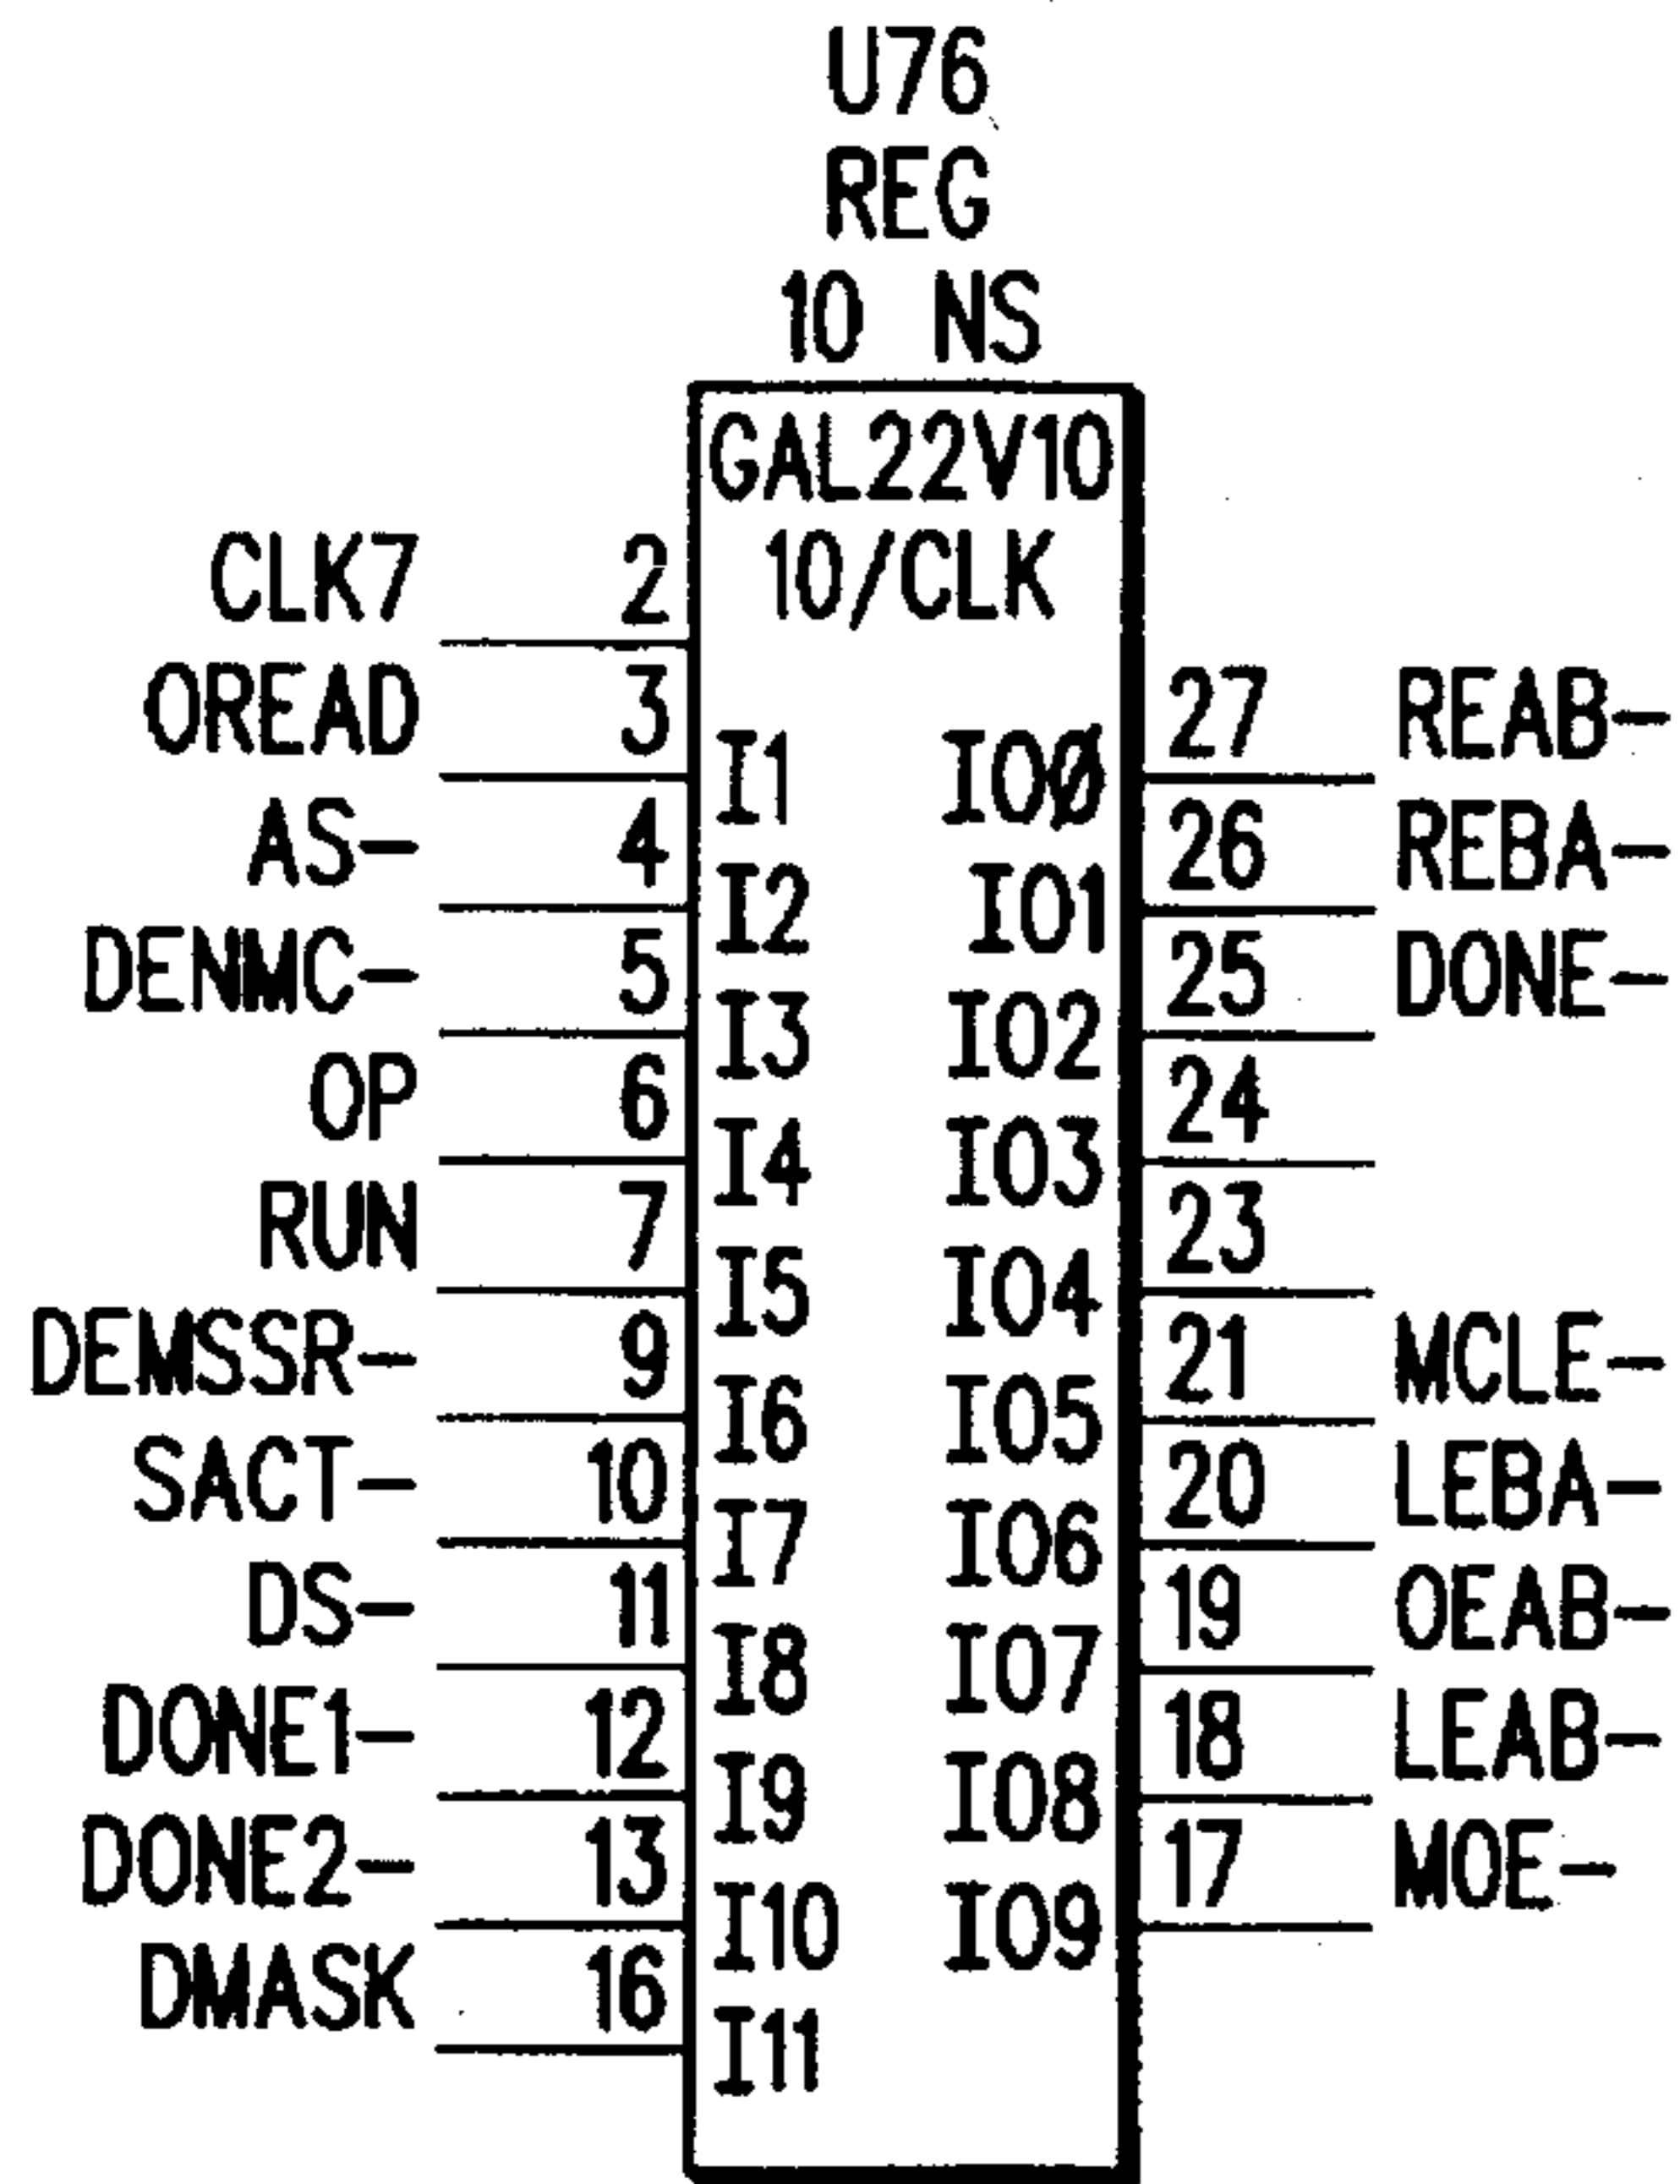 U76
REG
10 NS
GAL22V10
CLK7 2 10/CLK
OREAD 3 27 REAB-
I1 IO0
AS- 4 26 REBA-
I2 IO1
DENMC- 5 25 DONE-
I3 IO2
OP 6 24
I4 IO3
RUN 7 23
I5 IO4
DEMSSR- 9 21 MCLE-
I6 IO5
SACT- 10 20 LEBA-
I7 IO6
DS- 11 19 OEAB-
I8 IO7
DONE1- 12 18 LEAB-
I9 IO8
DONE2- 13 17 MOE-
I10 IO9
DMASK 16
I11